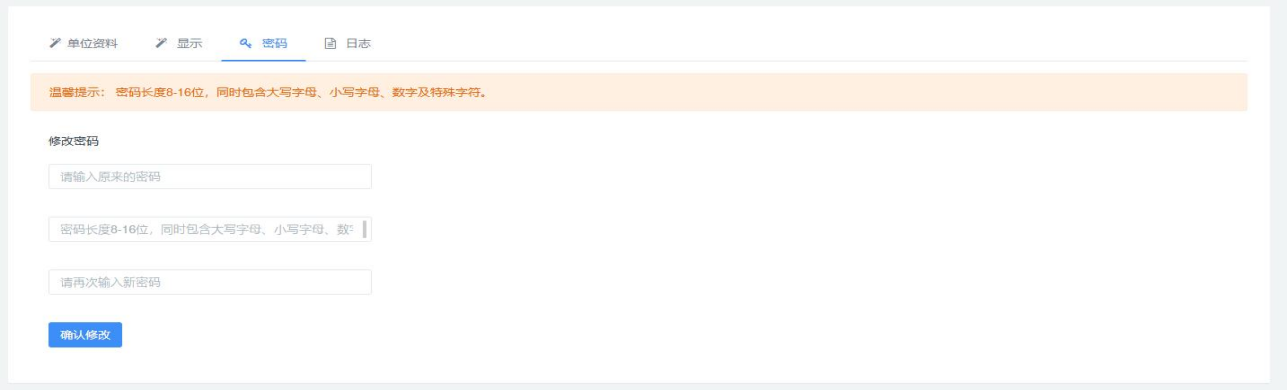 单位资料 显示 密码 日志
温馨提示： 密码长度8-16位，同时包含大写字母、小写字母、数字及特殊字符。
修改密码
请输入原来的密码
密码长度8-16位，同时包含大写字母、小写字母、数字
请再次输入新密码
确认修改